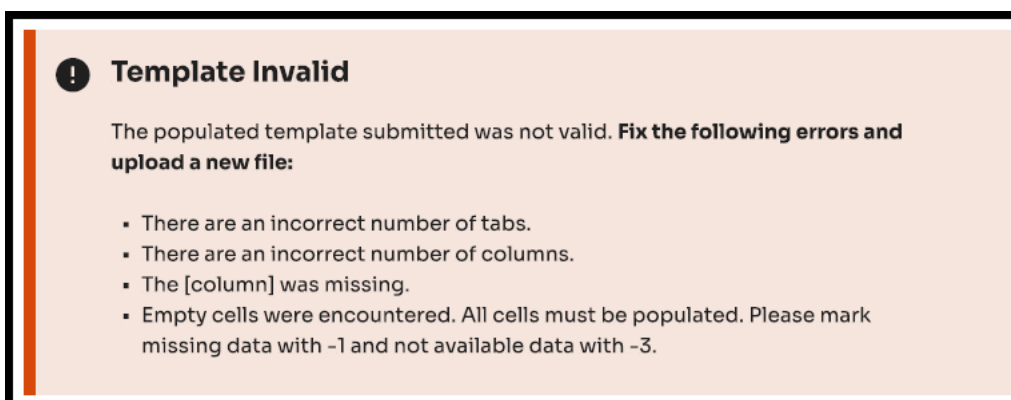 Template Invalid
The populated template submitted was not valid. Fix the following errors and
upload a new file:
▪ There are an incorrect number of tabs.
▪ There are an incorrect number of columns.
▪ The [column] was missing.
▪ Empty cells were encountered. All cells must be populated. Please mark
missing data with -1 and not available data with -3.